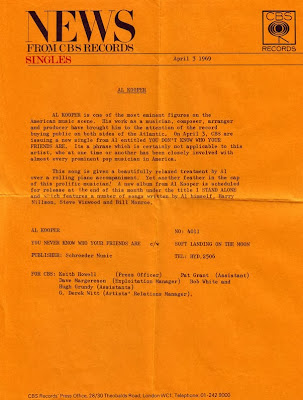 NEWS
FROM CBS RECORDS
SINGLES
CBS
RECORDS
April 3 1969
AL KOOPER
AL KOOPER is one of the most eminent figures on the
American music scene. His work as a musician, composer, arranger
and producer have brought him to the attention of the record
buying public on both sides of the Atlantic. On April 3, CBS are
issuing a new single from Al entitled YOU DON'T KNOW WHO YOUR
FRIENDS ARE. Its a phrase which is certainly not applicable to this
artist, who at one time or another has been closely involved with
almost every prominent pop musician in America.
This song is given a beautifully relaxed treatment by Al
over a rolling piano accompaniment. Yet another feather in the cap
of this prolific musician! A new album from Al Kooper is scheduled
for release at the end of this month under the title I STAND ALONE
and which features a number of songs written by Al himself, Harry
Nillson, Steve Winwood and Bill Monroe.
AL KOOPER NO: 4011
YOU NEVER KNOW WHO YOUR FRIENDS ARE c/w SOFT LANDING ON THE MOON
PUBLISHER: Schroeder Music TEL: HYD.2506
FOR CBS: Keith Howell (Press Officer) Pat Grant (Assistant)
Dave Margereson (Exploitation Manager) Bob White and
Hugh Grundy (Assistants)
G. Derek Witt (Artists' Relations Manager).
CBS Records' Press Office, 28/30 Theobalds Road, London WC1, Telephone: 01-242 9000